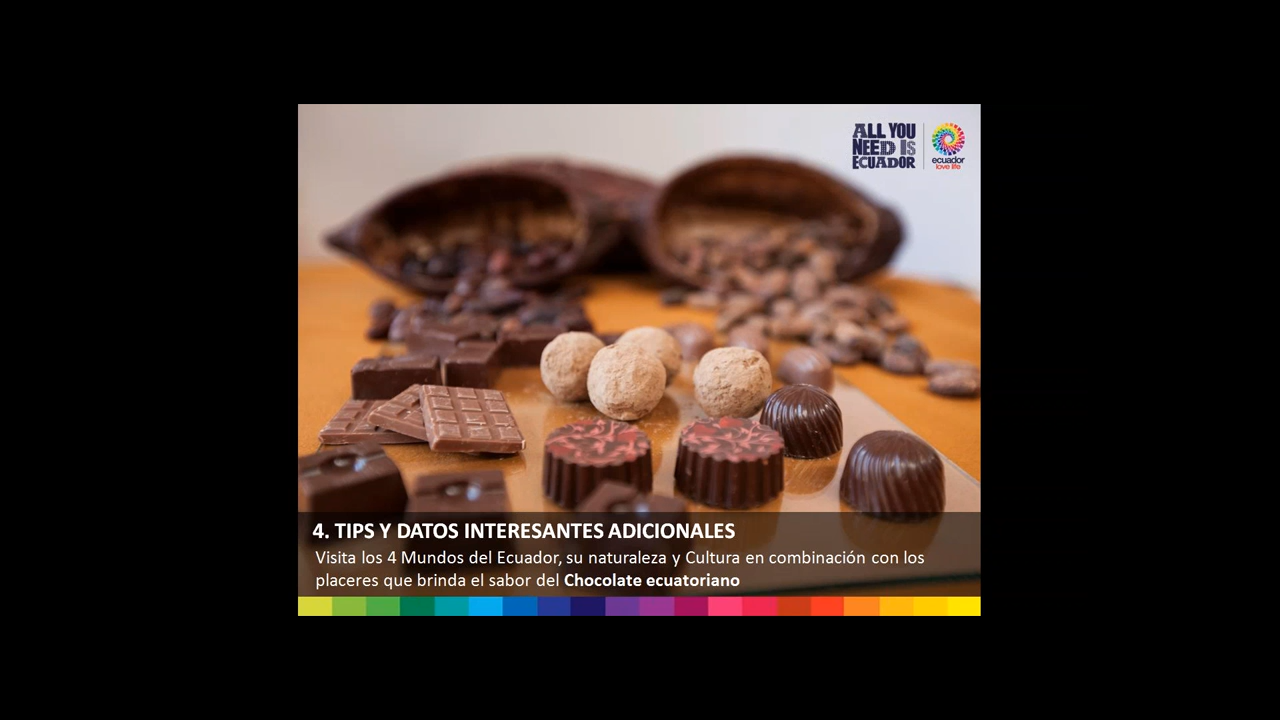 ALL YOU
NEED IS
ECUADOR
ecuador
love life
4. TIPS Y DATOS INTERESANTES ADICIONALES
Visita los 4 Mundos del Ecuador, su naturaleza y Cultura en combinación con los
placeres que brinda el sabor del Chocolate ecuatoriano